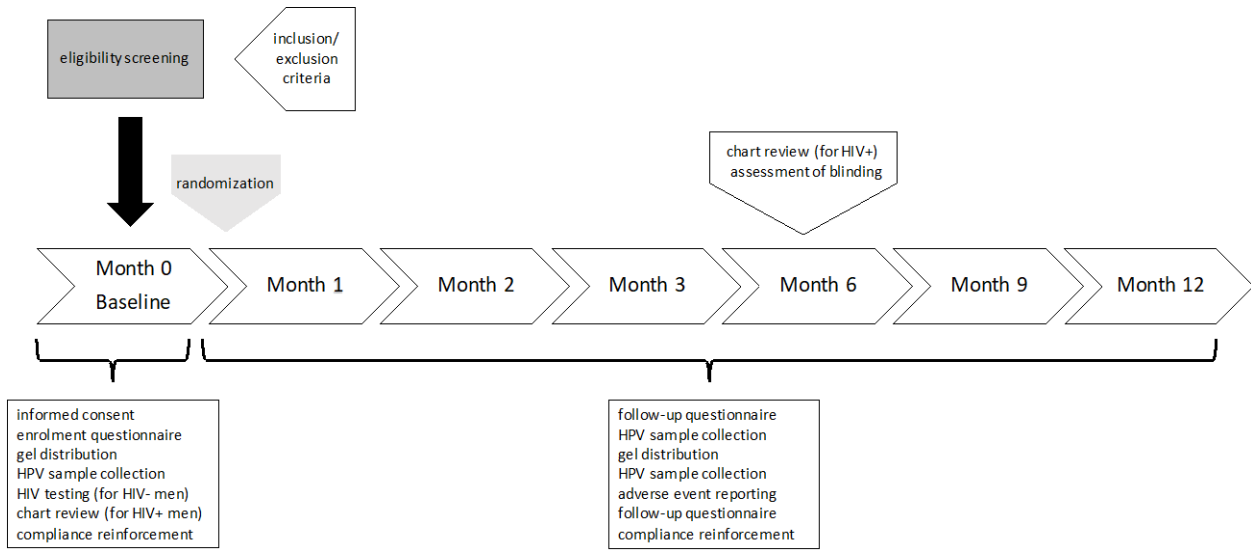 eligibility screening
inclusion/
exclusion
criteria
randomization
chart review (for HIV+)
assessment of blinding
Month 0
Baseline
Month 1
Month 2
Month 3
Month 6
Month 9
Month 12
informed consent
enrolment questionnaire
gel distribution
HPV sample collection
HIV testing (for HIV- men)
chart review (for HIV+ men)
compliance reinforcement
follow-up questionnaire
HPV sample collection
gel distribution
HPV sample collection
adverse event reporting
follow-up questionnaire
compliance reinforcement